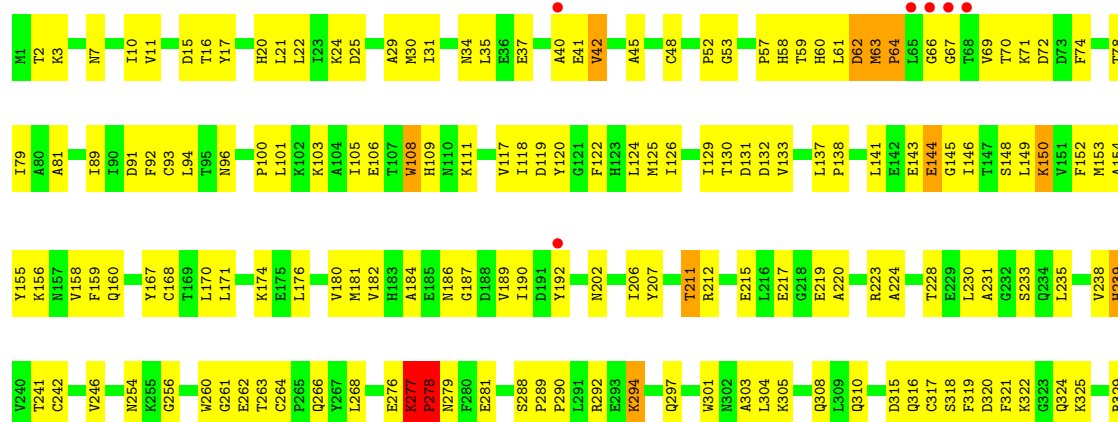 M1 T2 K3 N7 I10 V11 D15 T16 Y17 H20 L21 L22 I23 K24 D25 A29 M30 I31 N34 L35 E36 E37 A40 E41 V42 A45 C48 P52 G53 P57 H58 T59 H60 L61 D62 M63 P64 L65 G66 G67 T68 V69 T70 K71 D72 D73 F74 T78
I79 A80 A81 I89 I90 D91 F92 C93 L94 T95 N96 P100 L101 K102 K103 A104 I105 E106 T107 W108 H109 N110 K111 V117 I118 D119 Y120 G121 F122 H123 L124 M125 I126 I129 T130 D131 D132 V133 L137 P138 L141 E142 E143 E144 G145 I146 T147 S148 L149 K150 V151 F152 M153 A154
Y155 K156 N157 V158 F159 Q160 Y167 C168 T169 L170 L171 K174 E175 L176 V180 M181 V182 H183 A184 E185 N186 G187 D188 V189 I190 D191 Y192 N202 I206 Y207 T211 R212 E215 L216 E217 G218 E219 A220 R223 A224 T228 E229 L230 A231 G232 S233 Q234 L235 V238 H239
V240 T241 C242 V246 N254 K255 G256 W260 G261 E262 T263 C264 P265 Q266 Y267 L268 E276 K277 P278 N279 F280 E281 S288 P289 P290 L291 R292 E293 K294 Q297 W301 N302 A303 L304 K305 Q308 L309 Q310 D315 Q316 C317 S318 F319 D320 F321 K322 G323 Q324 K325